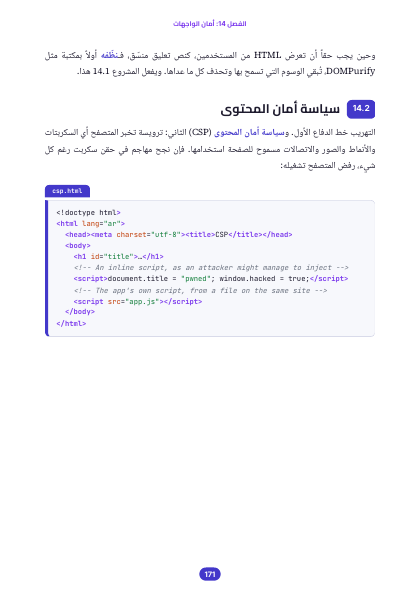 الفصل 14: أمان الواجهات
وحين يجب حقاً أن تعرض HTML من المستخدمين، كنص تعليق منسّق، فـنظّفه أولاً بمكتبة مثل
DOMPurify، تُبقي الوسوم التي تسمح بها وتحذف كل ما عداها. ويفعل المشروع 14.1 هذا.
14.2 سياسة أمان المحتوى
التهريب خط الدفاع الأول. وسياسة أمان المحتوى (CSP) الثاني: ترويسة تخبر المتصفح أي السكربتات
والأنماط والصور والاتصالات مسموح للصفحة استخدامها. فإن نجح مهاجم في حقن سكربت رغم كل
شيء، رفض المتصفح تشغيله:
csp.html
<!doctype html>
<html lang="ar">
<head><meta charset="utf-8"><title>CSP</title></head>
<body>
<h1 id="title">…</h1>
<!-- An inline script, as an attacker might manage to inject -->
<script>document.title = "pwned"; window.hacked = true;</script>
<!-- The app's own script, from a file on the same site -->
<script src="app.js"></script>
</body>
</html>
171